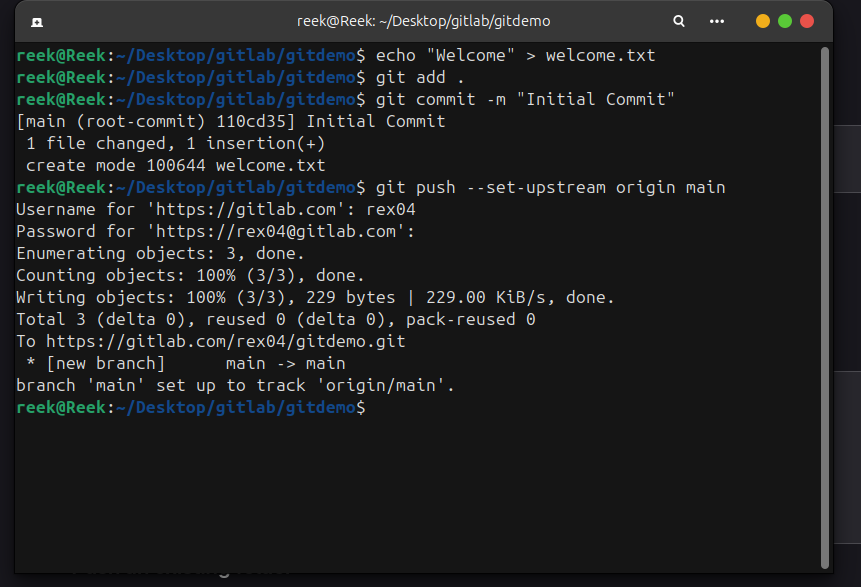 reek@Reek: ~/Desktop/gitlab/gitdemo
reek@Reek:~/Desktop/gitlab/gitdemo$ echo "Welcome" > welcome.txt
reek@Reek:~/Desktop/gitlab/gitdemo$ git add .
reek@Reek:~/Desktop/gitlab/gitdemo$ git commit -m "Initial Commit"
[main (root-commit) 110cd35] Initial Commit
 1 file changed, 1 insertion(+)
 create mode 100644 welcome.txt
reek@Reek:~/Desktop/gitlab/gitdemo$ git push --set-upstream origin main
Username for 'https://gitlab.com': rex04
Password for 'https://rex04@gitlab.com':
Enumerating objects: 3, done.
Counting objects: 100% (3/3), done.
Writing objects: 100% (3/3), 229 bytes | 229.00 KiB/s, done.
Total 3 (delta 0), reused 0 (delta 0), pack-reused 0
To https://gitlab.com/rex04/gitdemo.git
 * [new branch]      main -> main
branch 'main' set up to track 'origin/main'.
reek@Reek:~/Desktop/gitlab/gitdemo$